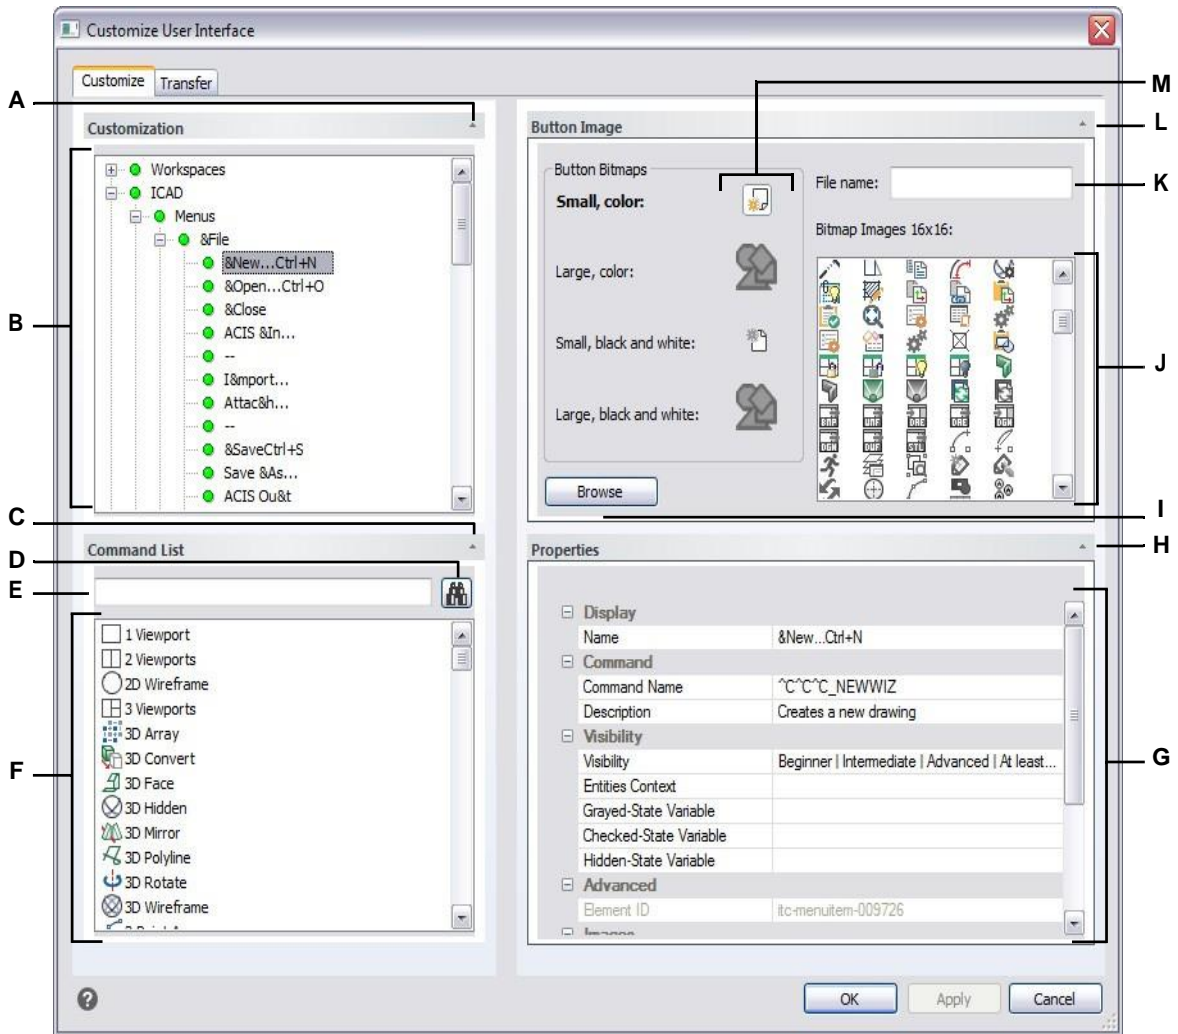 Customize User Interface
Customize
Transfer
A
Customization
B
Workspaces
ICAD
Menus
&File
&New...Ctrl+N
&Open...Ctrl+O
&Close
ACIS &In...
--
I&mport...
Attac&h...
--
&SaveCtrl+S
Save &As...
ACIS Ou&t
C
Command List
D
E
F
1 Viewport
2 Viewports
2D Wireframe
3 Viewports
3D Array
3D Convert
3D Face
3D Hidden
3D Mirror
3D Polyline
3D Rotate
3D Wireframe
M
Button Image
L
Button Bitmaps
Small, color:
Large, color:
Small, black and white:
Large, black and white:
Browse
File name:
K
Bitmap Images 16x16:
J
I
Properties
H
G
Display
Name &New...Ctrl+N
Command
Command Name ^C^C^C_NEWWIZ
Description Creates a new drawing
Visibility
Visibility Beginner | Intermediate | Advanced | At least...
Entities Context
Grayed-State Variable
Checked-State Variable
Hidden-State Variable
Advanced
Element ID itc-menuitem-009726
OK
Apply
Cancel